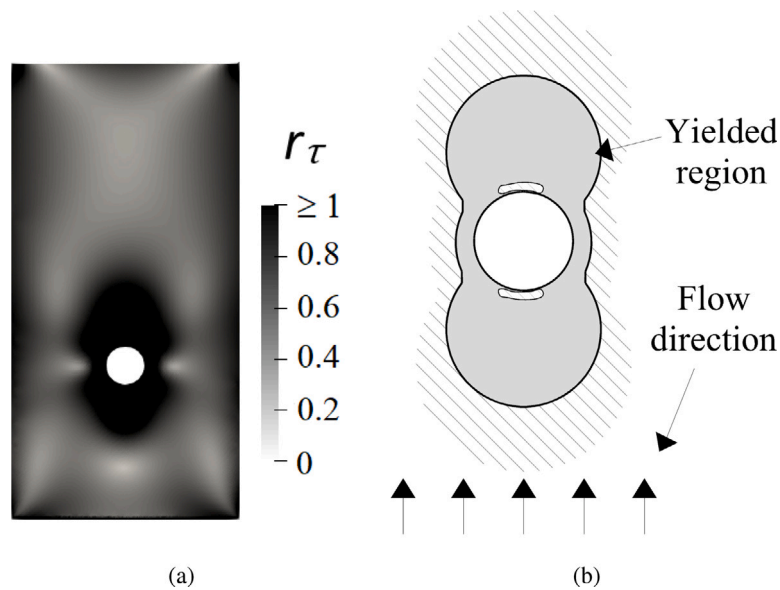 r_τ
≥ 1
0.8
0.6
0.4
0.2
0
Yielded
region
Flow
direction
(a)
(b)